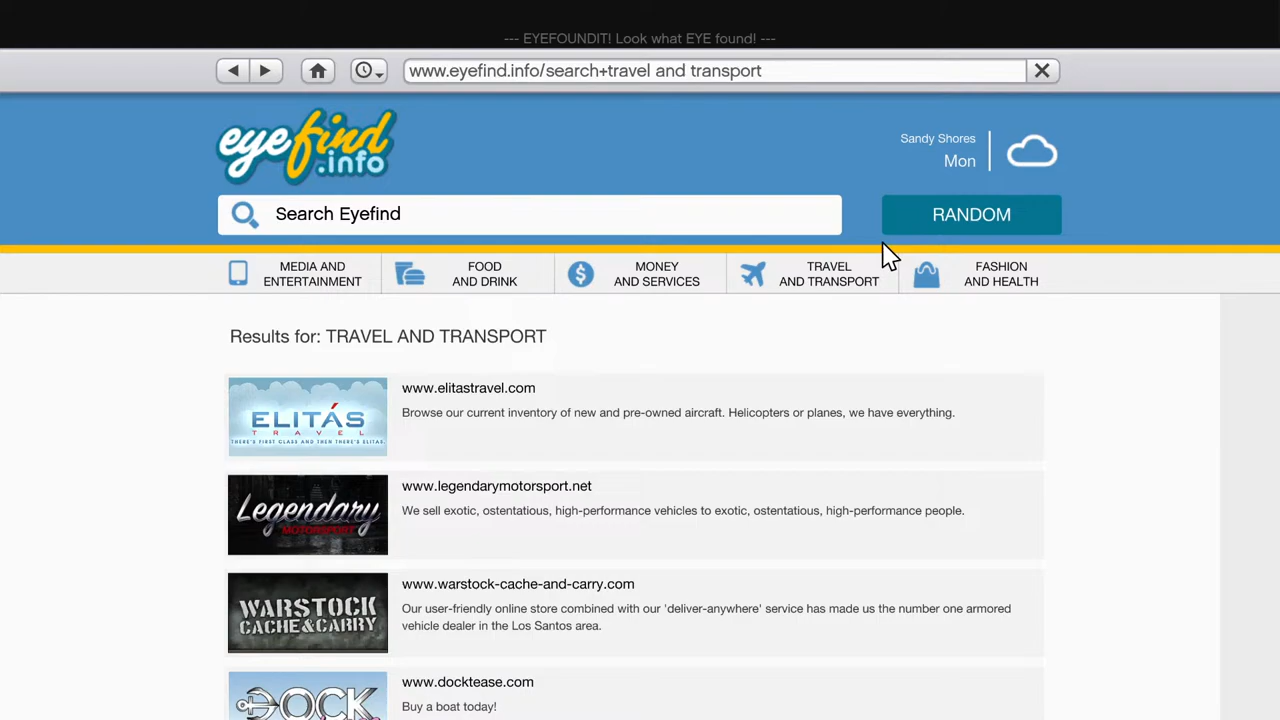 --- EYEFOUNDIT! Look what EYE found! ---
www.eyefind.info/search+travel and transport
eyefind
.info
Sandy Shores
Mon
Search Eyefind
RANDOM
MEDIA AND
ENTERTAINMENT
FOOD
AND DRINK
MONEY
AND SERVICES
TRAVEL
AND TRANSPORT
FASHION
AND HEALTH
Results for: TRAVEL AND TRANSPORT
ELITÁS
TRAVEL
THERE'S FIRST CLASS AND THEN THERE'S ELITAS.
www.elitastravel.com
Browse our current inventory of new and pre-owned aircraft. Helicopters or planes, we have everything.
Legendary
MOTORSPORT
www.legendarymotorsport.net
We sell exotic, ostentatious, high-performance vehicles to exotic, ostentatious, high-performance people.
WARSTOCK
CACHE&CARRY
www.warstock-cache-and-carry.com
Our user-friendly online store combined with our 'deliver-anywhere' service has made us the number one armored
vehicle dealer in the Los Santos area.
DOCK
www.docktease.com
Buy a boat today!